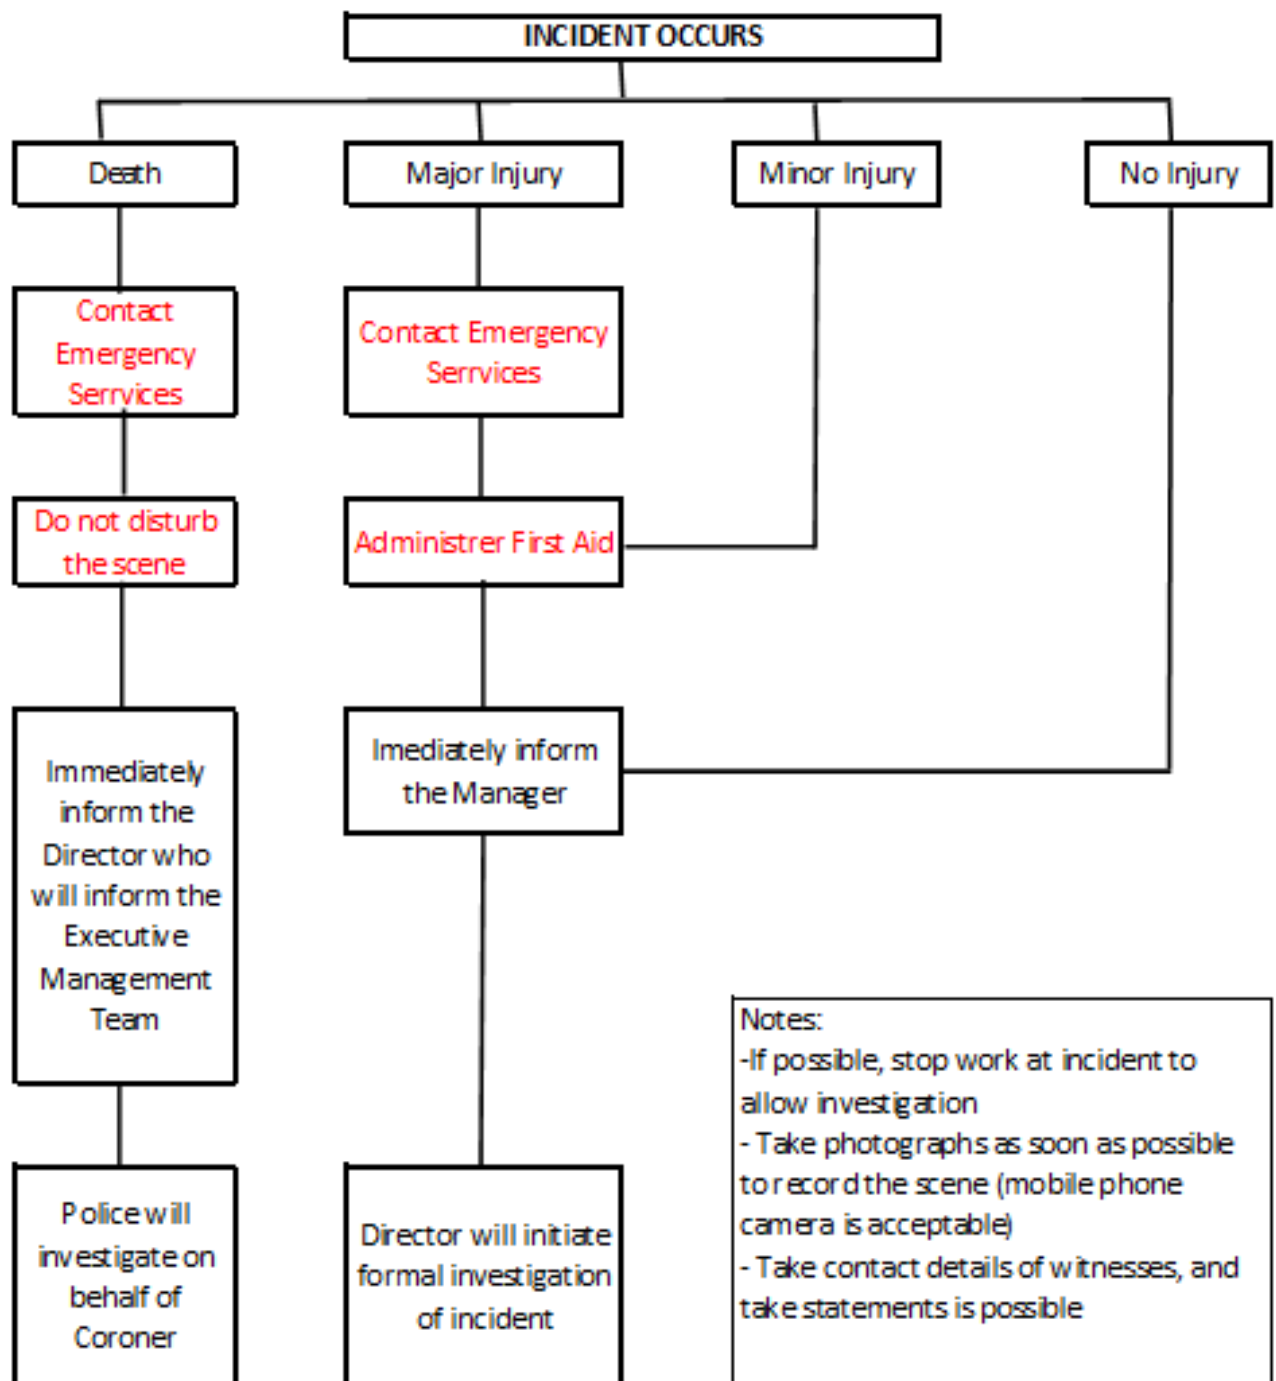 INCIDENT OCCURS
Death
Major Injury
Minor Injury
No Injury
Contact
Emergency
Serrvices
Contact Emergency
Serrvices
Do not disturb
the scene
Administrer First Aid
Immediately
inform the
Director who
will inform the
Executive
Management
Team
Imediately inform
the Manager
Police will
investigate on
behalf of
Coroner
Director will initiate
formal investigation
of incident
Notes:
-If possible, stop work at incident to
allow investigation
- Take photographs as soon as possible
to record the scene (mobile phone
camera is acceptable)
- Take contact details of witnesses, and
take statements is possible